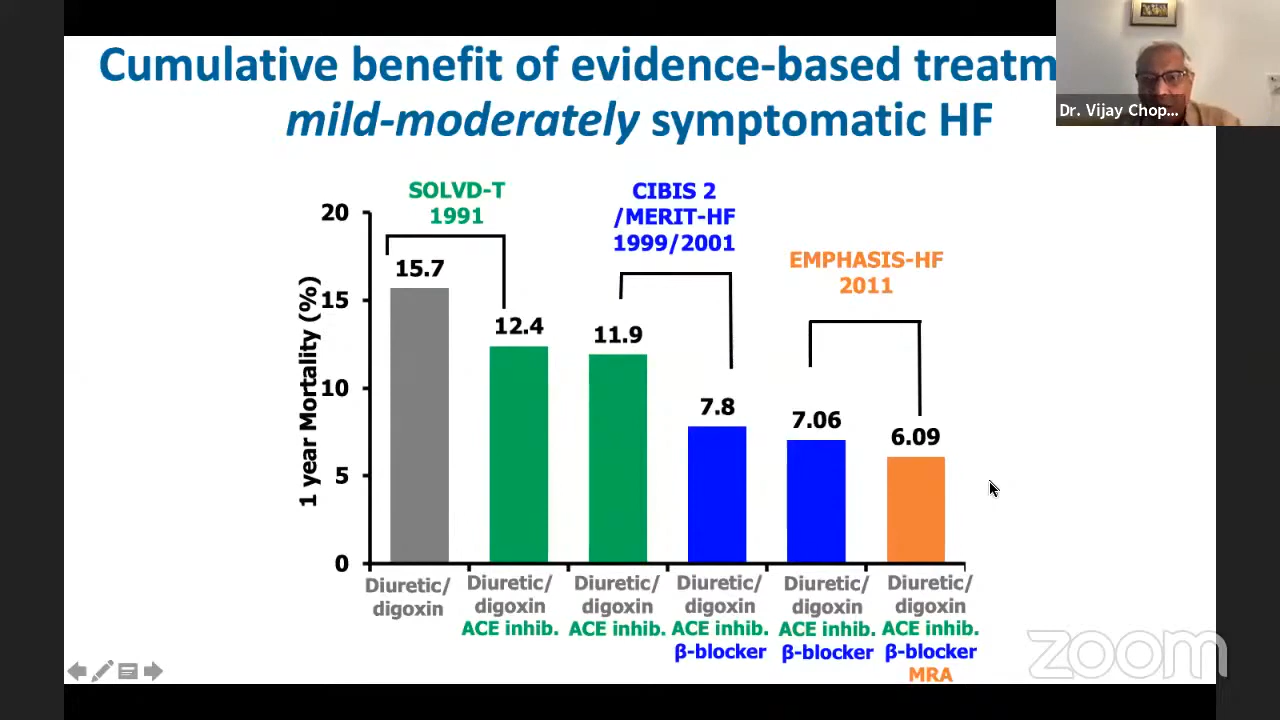 Cumulative benefit of evidence-based treatm
mild-moderately symptomatic HF
Dr. Vijay Chop...
SOLVD-T
1991
CIBIS 2
/MERIT-HF
1999/2001
EMPHASIS-HF
2011
1 year Mortality (%)
20
15
10
5
0
15.7
12.4
11.9
7.8
7.06
6.09
Diuretic/
digoxin
Diuretic/
digoxin
ACE inhib.
Diuretic/
digoxin
ACE inhib.
Diuretic/
digoxin
ACE inhib.
β-blocker
Diuretic/
digoxin
ACE inhib.
β-blocker
Diuretic/
digoxin
ACE inhib.
β-blocker
MRA
zoom